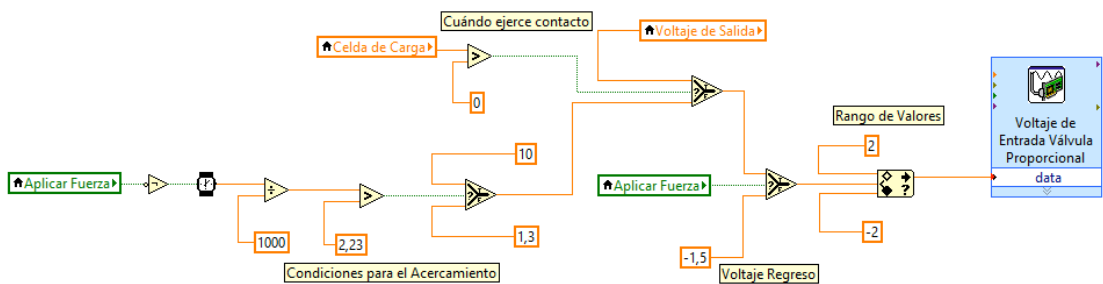 Cuándo ejerce contacto
Celda de Carga
Voltaje de Salida
>
0
?
T
F
Rango de Valores
2
10
Aplicar Fuerza
¬
÷
>
?
T
F
Aplicar Fuerza
?
T
F
?
-2
1000
2,23
1,3
-1,5
Condiciones para el Acercamiento
Voltaje Regreso
Voltaje de
Entrada Válvula
Proporcional
data